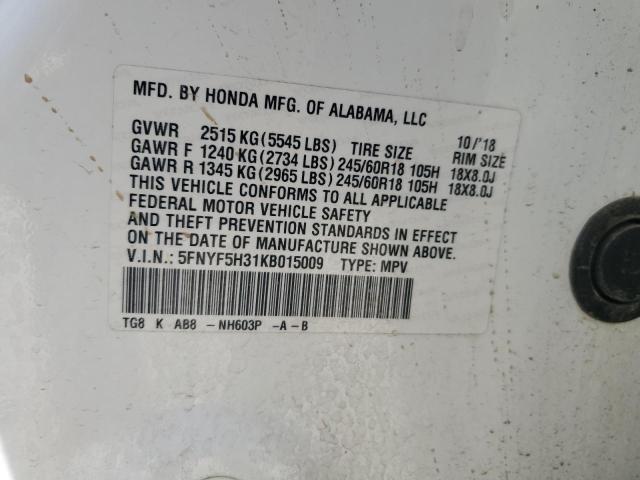 MFD. BY HONDA MFG. OF ALABAMA, LLC
GVWR 2515 KG (5545 LBS) TIRE SIZE 10/'18 RIM SIZE
GAWR F 1240 KG (2734 LBS) 245/60R18 105H 18X8.0J
GAWR R 1345 KG (2965 LBS) 245/60R18 105H 18X8.0J
THIS VEHICLE CONFORMS TO ALL APPLICABLE
FEDERAL MOTOR VEHICLE SAFETY
AND THEFT PREVENTION STANDARDS IN EFFECT
ON THE DATE OF MANUFACTURE SHOWN ABOVE.
V.I.N.: 5FNYF5H31KB015009 TYPE: MPV
TG8 K AB8 -NH603P -A-B